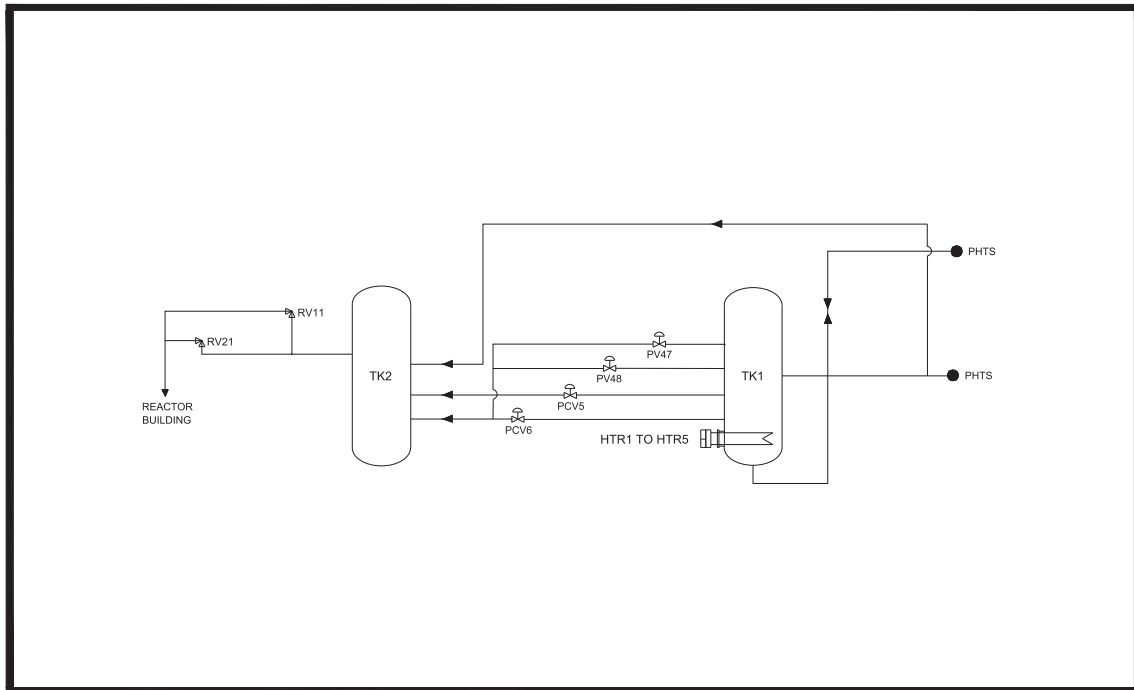 PHTS
RV11
RV21
PV47
PV48
TK2
TK1
PHTS
PCV5
REACTOR
BUILDING
PCV6
HTR1 TO HTR5